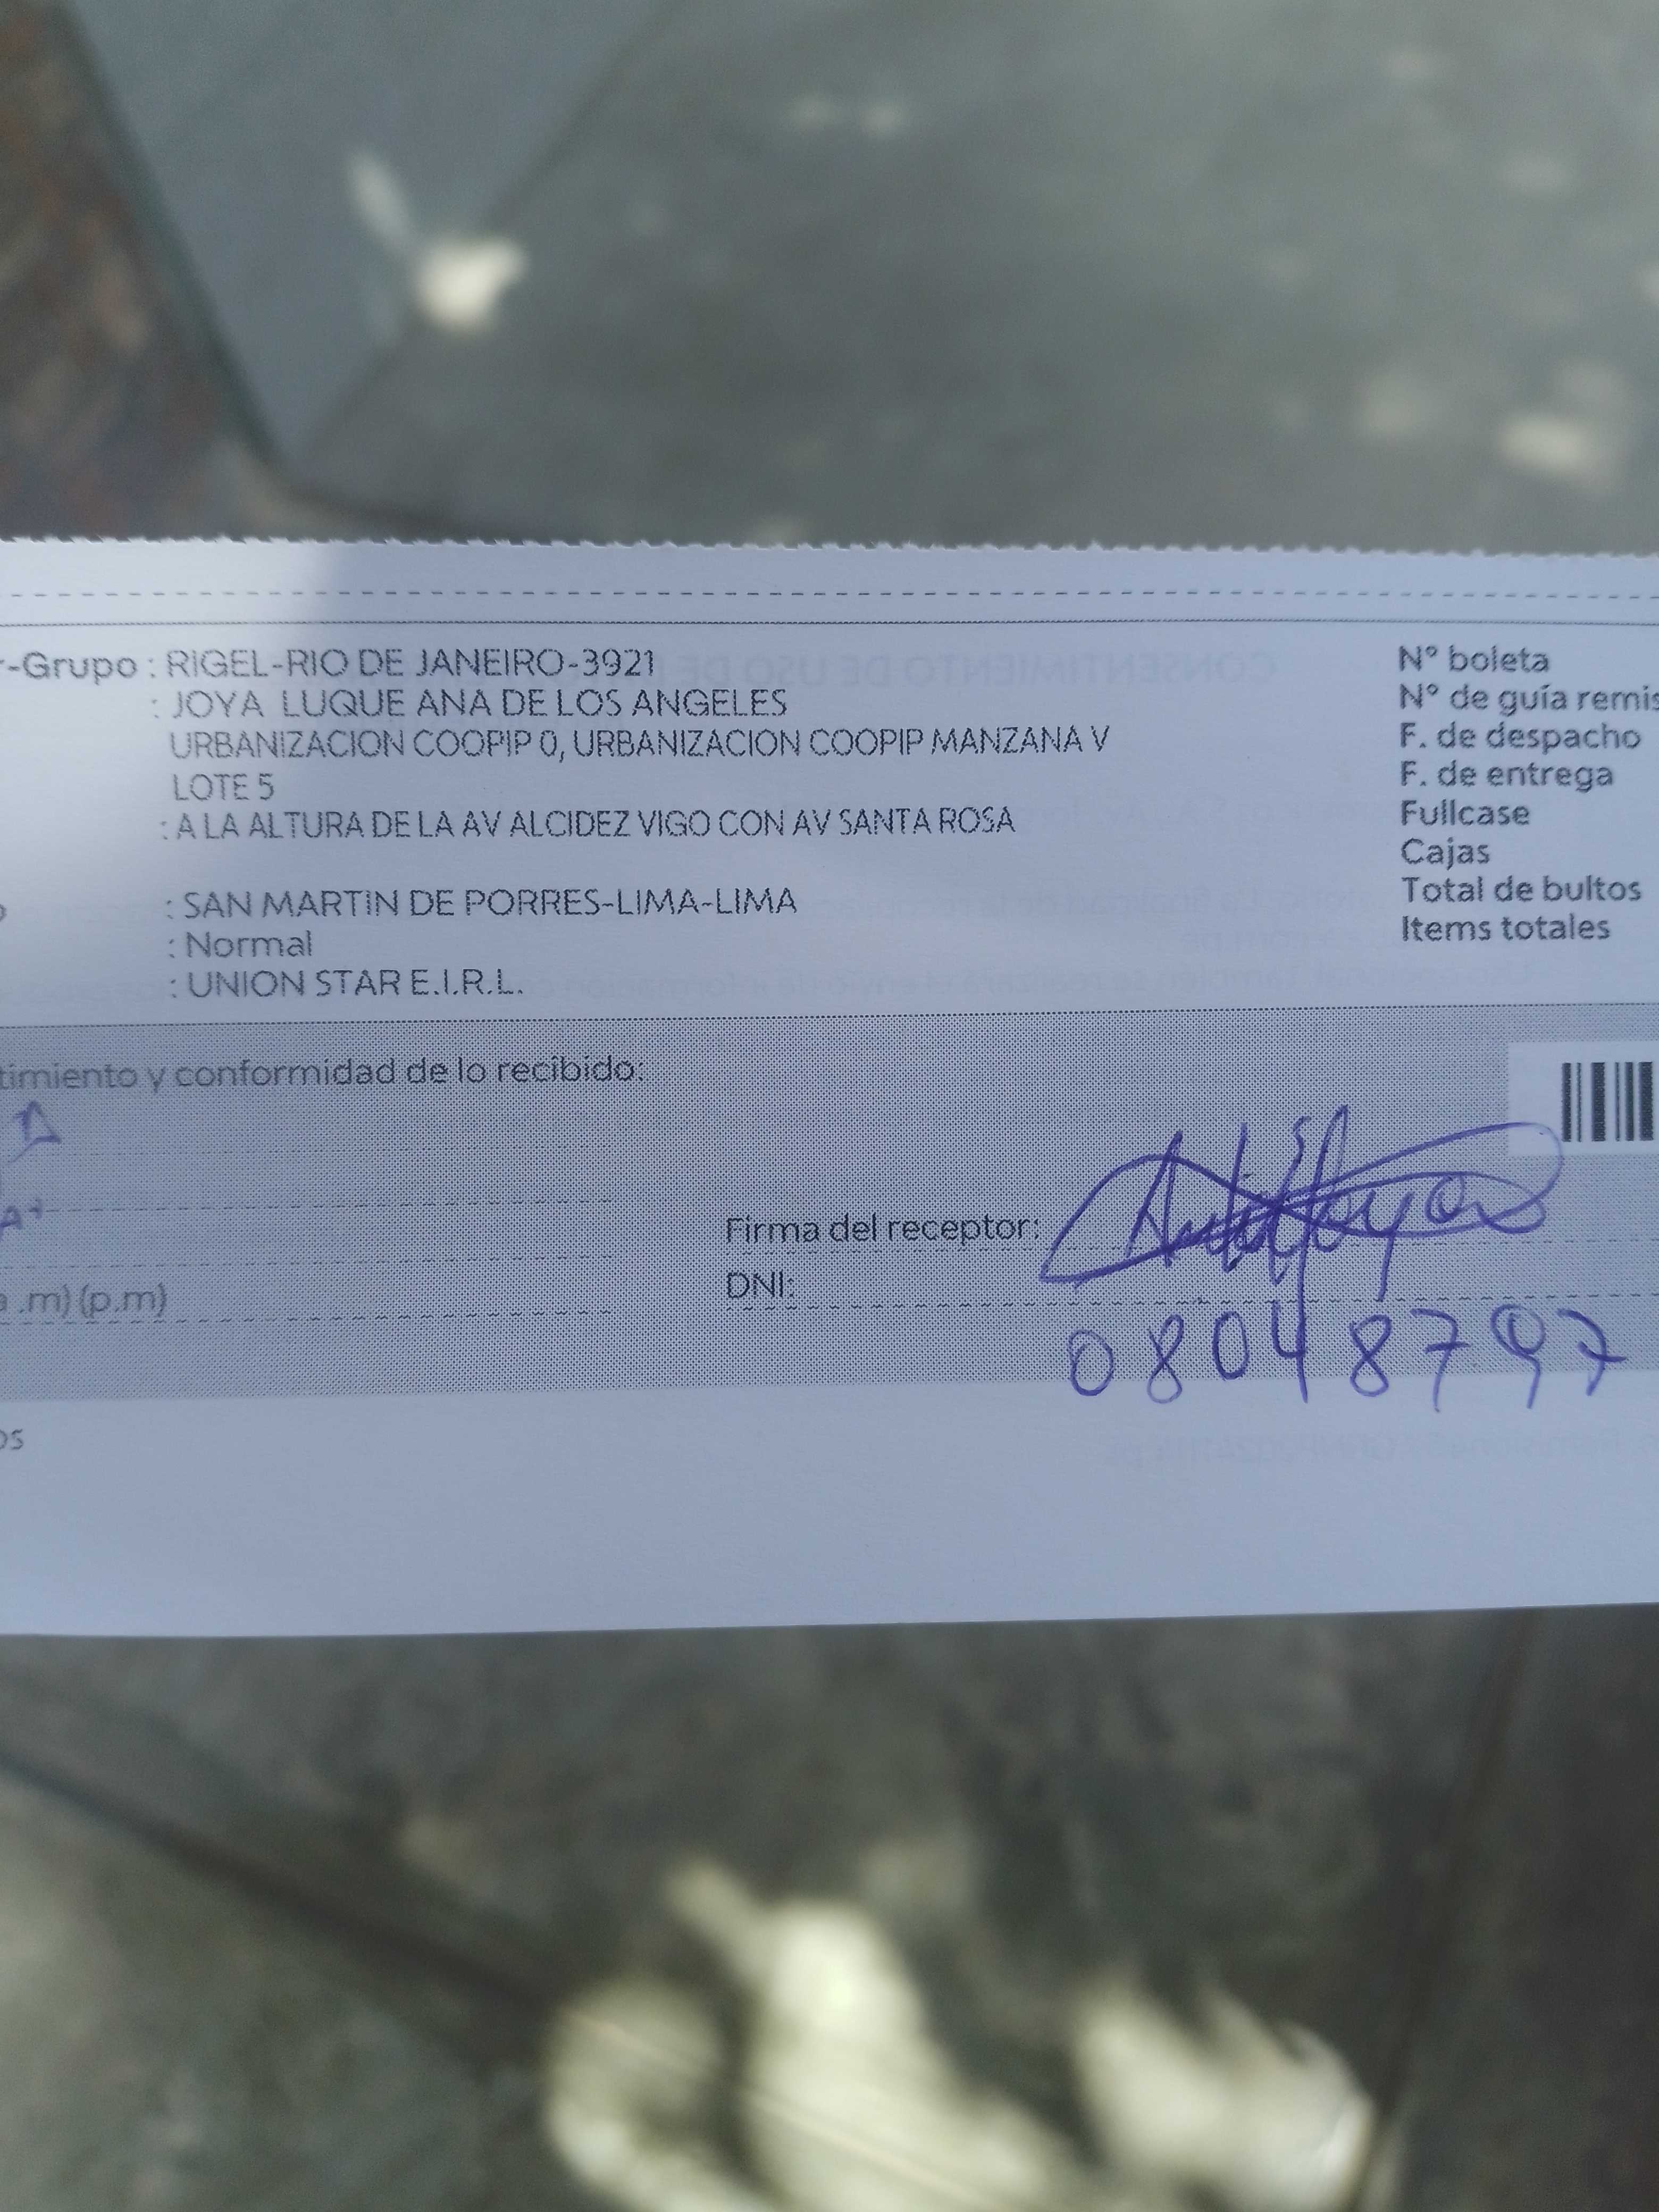 r-Grupo : RIGEL-RIO DE JANEIRO-3921
: JOYA LUQUE ANA DE LOS ANGELES
URBANIZACION COOPIP 0, URBANIZACION COOPIP MANZANA V
LOTE 5
: A LA ALTURA DE LA AV ALCIDEZ VIGO CON AV SANTA ROSA
: SAN MARTIN DE PORRES-LIMA-LIMA
: Normal
: UNION STAR E.I.R.L.
N° boleta
N° de guía remis
F. de despacho
F. de entrega
Fullcase
Cajas
Total de bultos
Items totales
timiento y conformidad de lo recibido:
a .m) (p.m)
Firma del receptor:
DNI:
08048797
os